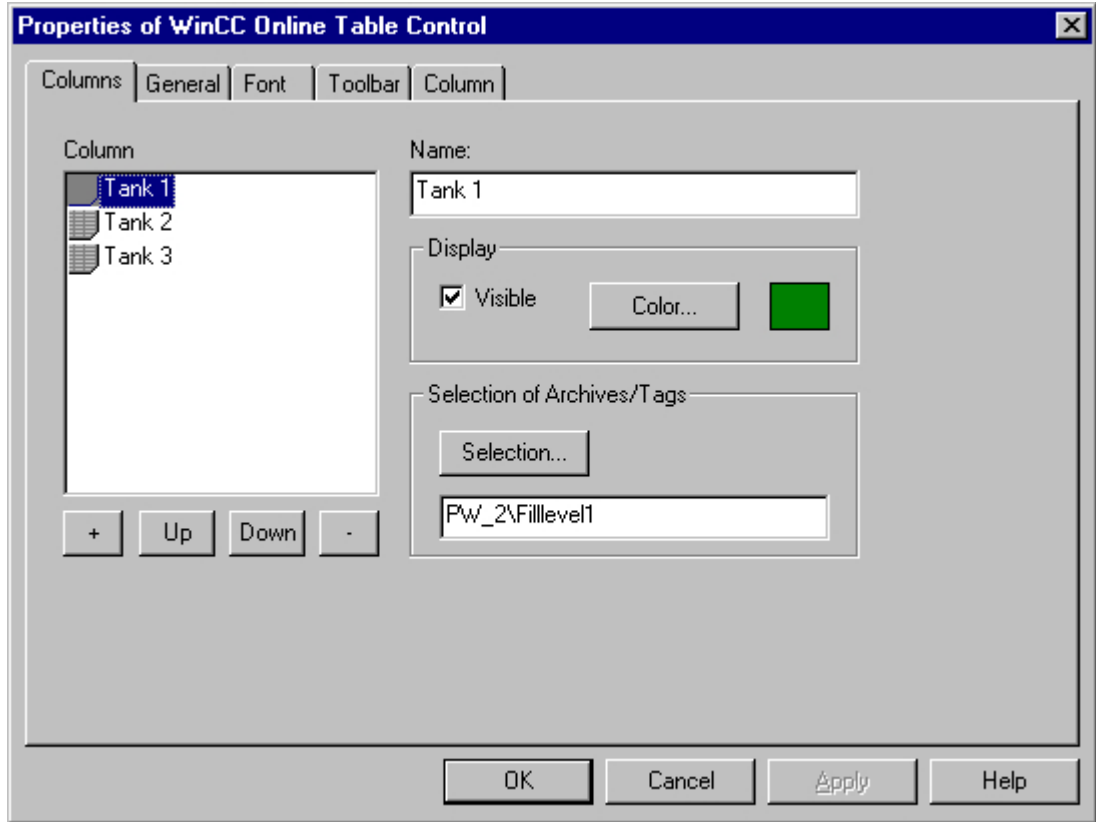 Properties of WinCC Online Table Control
Columns General Font Toolbar Column
Column
Tank 1
Tank 2
Tank 3
+ Up Down -
Name:
Tank 1
Display
Visible Color...
Selection of Archives/Tags
Selection...
PW_2\Filllevel1
OK Cancel Apply Help